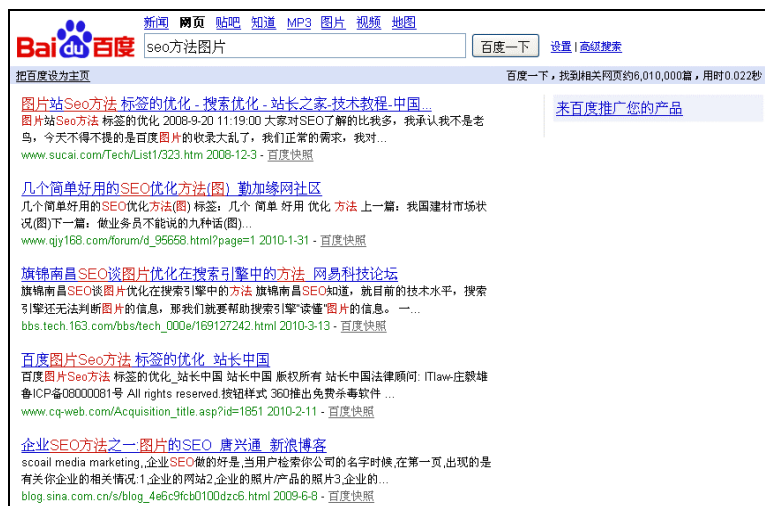 新闻 网页 贴吧 知道 MP3 图片 视频 地图
Bai du 百度 seo方法图片 百度一下 设置 | 高级搜索
把百度设为主页 百度一下，找到相关网页约6,010,000篇，用时0.022秒
图片站Seo方法 标签的优化 - 搜索优化 - 站长之家-技术教程-中国...
来百度推广您的产品
图片站Seo方法 标签的优化 2008-9-20 11:19:00 大家对SEO了解的比我多，我承认我不是老
鸟，今天不得不提的是百度图片的收录大乱了，我们正常的需求，我对...
www.sucai.com/Tech/List1/323.htm 2008-12-3 - 百度快照
几个简单好用的SEO优化方法(图)_勤加缘网社区
几个简单好用的SEO优化方法(图) 标签：几个 简单 好用 优化 方法 上一篇：我国建材市场状
况(图)下一篇：做业务员不能说的九种话(图)...
www.qjy168.com/forum/d_95658.html?page=1 2010-1-31 - 百度快照
旗锦南昌SEO谈图片优化在搜索引擎中的方法_网易科技论坛
旗锦南昌SEO谈图片优化在搜索引擎中的方法 旗锦南昌SEO知道，就目前的技术水平，搜索
引擎还无法判断图片的信息，那我们就要帮助搜索引擎"读懂"图片的信息。 一...
bbs.tech.163.com/bbs/tech_000e/169127242.html 2010-3-13 - 百度快照
百度图片Seo方法 标签的优化_站长中国
百度图片Seo方法 标签的优化_站长中国 站长中国 版权所有 站长中国法律顾问: ITlaw-庄毅雄
鲁ICP备08000081号 All rights reserved.按钮样式 360推出免费杀毒软件 ...
www.cq-web.com/Acquisition_title.asp?id=1851 2010-2-11 - 百度快照
企业SEO方法之一:图片的SEO_唐兴通_新浪博客
scoail media marketing,,企业SEO做的好是,当用户检索你公司的名字时候,在第一页,出现的是
有关你企业的相关情况:1,企业的网站2,企业的照片/产品的照片3,企业的...
blog.sina.com.cn/s/blog_4e6c9fcb0100dzc6.html 2009-6-8 - 百度快照